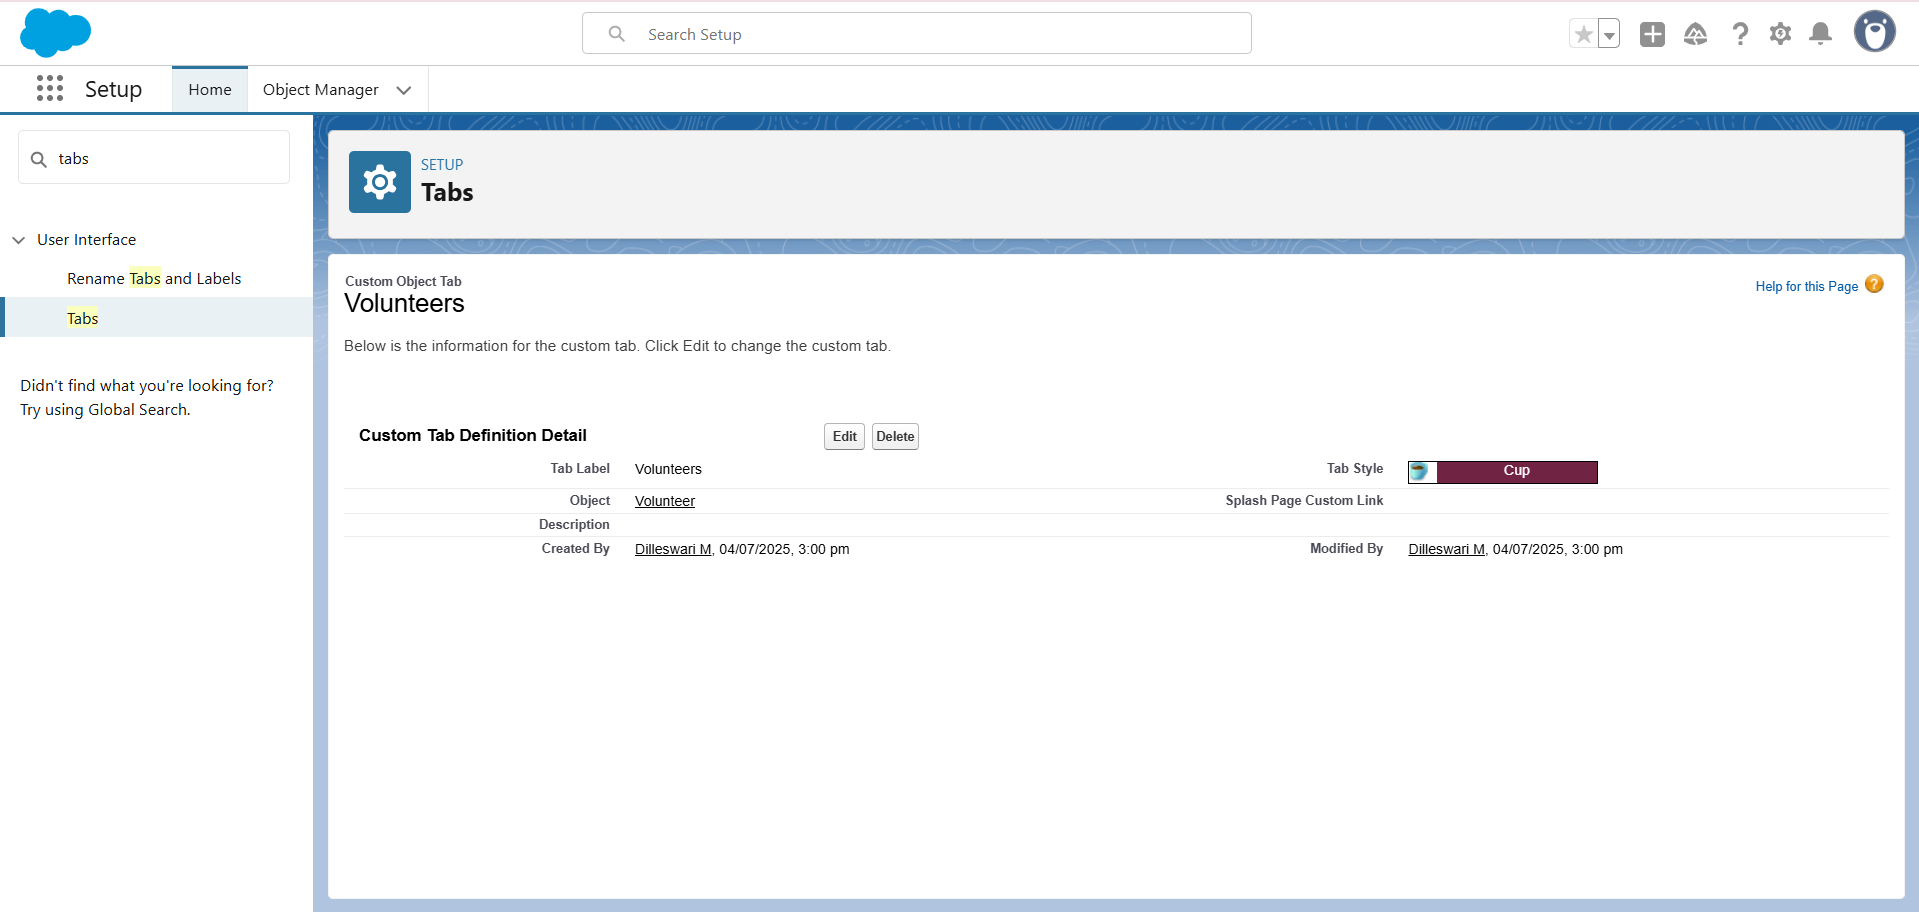 Search Setup
Setup
Home
Object Manager
tabs
User Interface
Rename Tabs and Labels
Tabs
Didn't find what you're looking for?
Try using Global Search.
SETUP
Tabs
Custom Object Tab
Volunteers
Help for this Page ?
Below is the information for the custom tab. Click Edit to change the custom tab.
Custom Tab Definition Detail
Edit
Delete
Tab Label Volunteers Tab Style Cup
Object Volunteer Splash Page Custom Link
Description
Created By Dilleswari M, 04/07/2025, 3:00 pm Modified By Dilleswari M, 04/07/2025, 3:00 pm